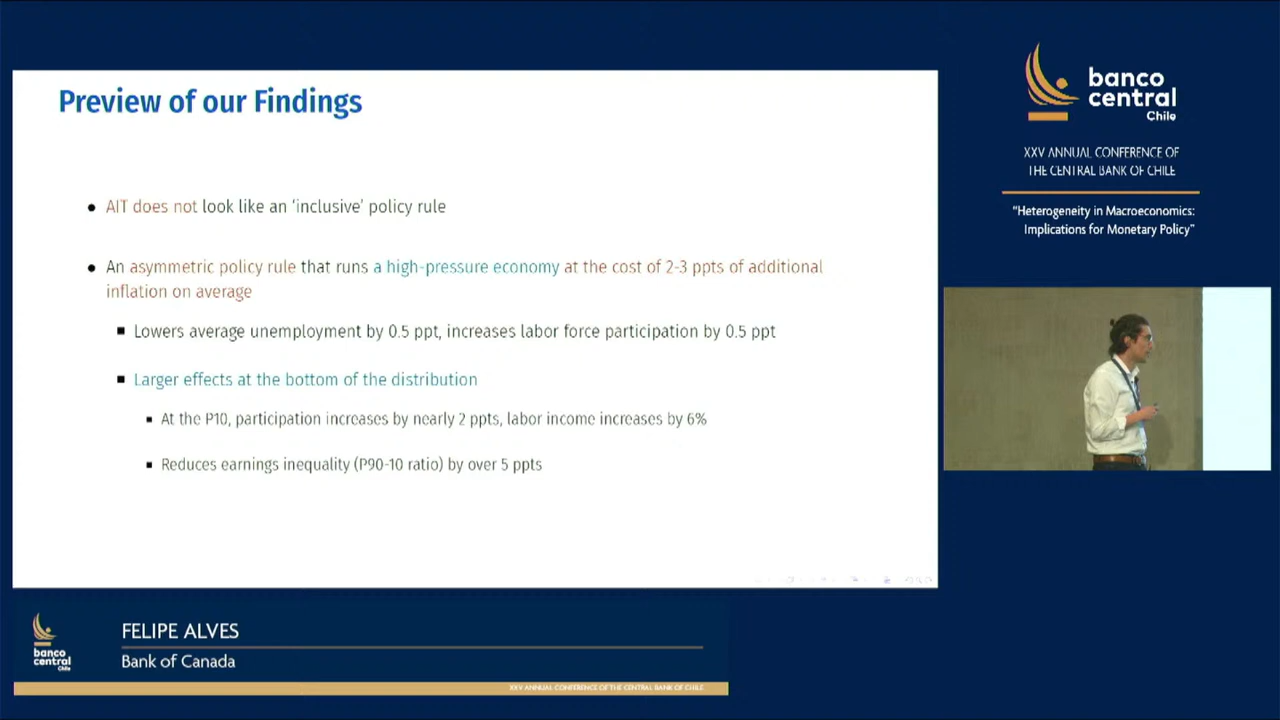 Preview of our Findings
● AIT does not look like an ‘inclusive’ policy rule
● An asymmetric policy rule that runs a high-pressure economy at the cost of 2-3 ppts of additional
inflation on average
■ Lowers average unemployment by 0.5 ppt, increases labor force participation by 0.5 ppt
■ Larger effects at the bottom of the distribution
■ At the P10, participation increases by nearly 2 ppts, labor income increases by 6%
■ Reduces earnings inequality (P90-10 ratio) by over 5 ppts
banco
central
Chile
XXV ANNUAL CONFERENCE OF
THE CENTRAL BANK OF CHILE
“Heterogeneity in Macroeconomics:
Implications for Monetary Policy”
banco
central
Chile
FELIPE ALVES
Bank of Canada
XXV ANNUAL CONFERENCE OF THE CENTRAL BANK OF CHILE